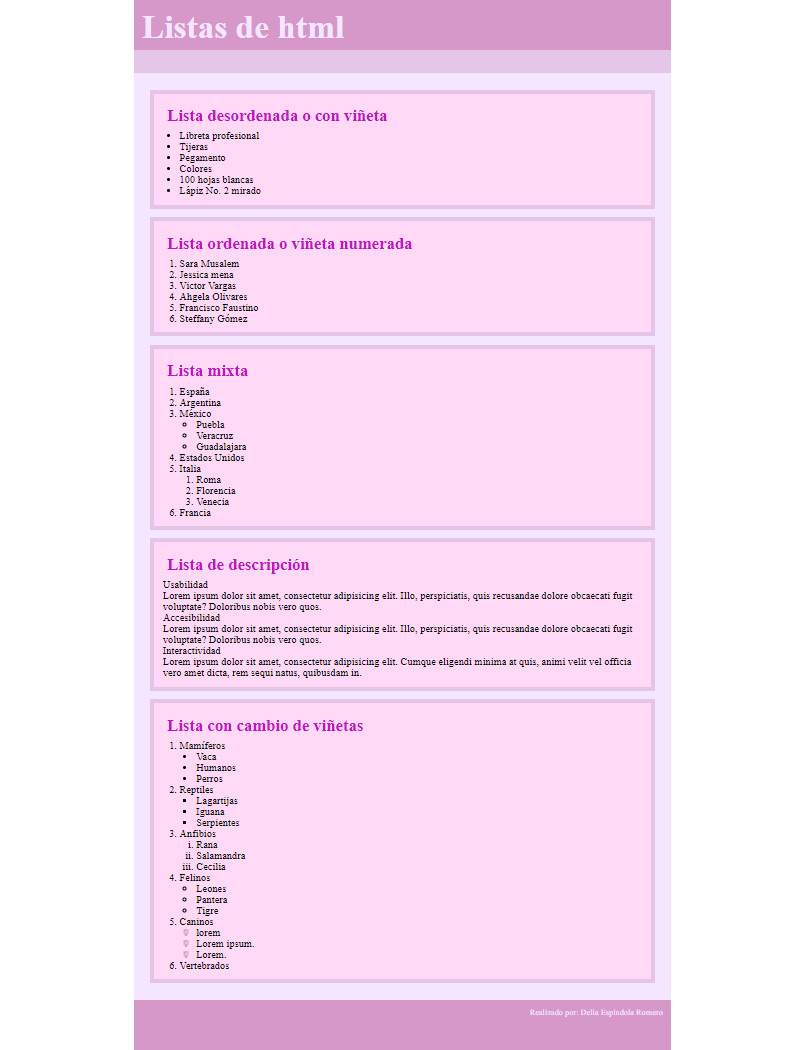 Listas de html
Lista desordenada o con viñeta
• Libreta profesional
• Tijeras
• Pegamento
• Colores
• 100 hojas blancas
• Lápiz No. 2 mirado
Lista ordenada o viñeta numerada
1. Sara Musalem
2. Jessica mena
3. Victor Vargas
4. Ahgela Olivares
5. Francisco Faustino
6. Steffany Gómez
Lista mixta
1. España
2. Argentina
3. México
◦ Puebla
◦ Veracruz
◦ Guadalajara
4. Estados Unidos
5. Italia
1. Roma
2. Florencia
3. Venecia
6. Francia
Lista de descripción
Usabilidad
Lorem ipsum dolor sit amet, consectetur adipisicing elit. Illo, perspiciatis, quis recusandae dolore obcaecati fugit
voluptate? Doloribus nobis vero quos.
Accesibilidad
Lorem ipsum dolor sit amet, consectetur adipisicing elit. Illo, perspiciatis, quis recusandae dolore obcaecati fugit
voluptate? Doloribus nobis vero quos.
Interactividad
Lorem ipsum dolor sit amet, consectetur adipisicing elit. Cumque eligendi minima at quis, animi velit vel officia
vero amet dicta, rem sequi natus, quibusdam in.
Lista con cambio de viñetas
1. Mamíferos
• Vaca
• Humanos
• Perros
2. Reptiles
▪ Lagartijas
▪ Iguana
▪ Serpientes
3. Anfibios
i. Rana
ii. Salamandra
iii. Cecilia
4. Felinos
◦ Leones
◦ Pantera
◦ Tigre
5. Caninos
lorem
Lorem ipsum.
Lorem.
6. Vertebrados
Realizado por: Delia Espindola Romero